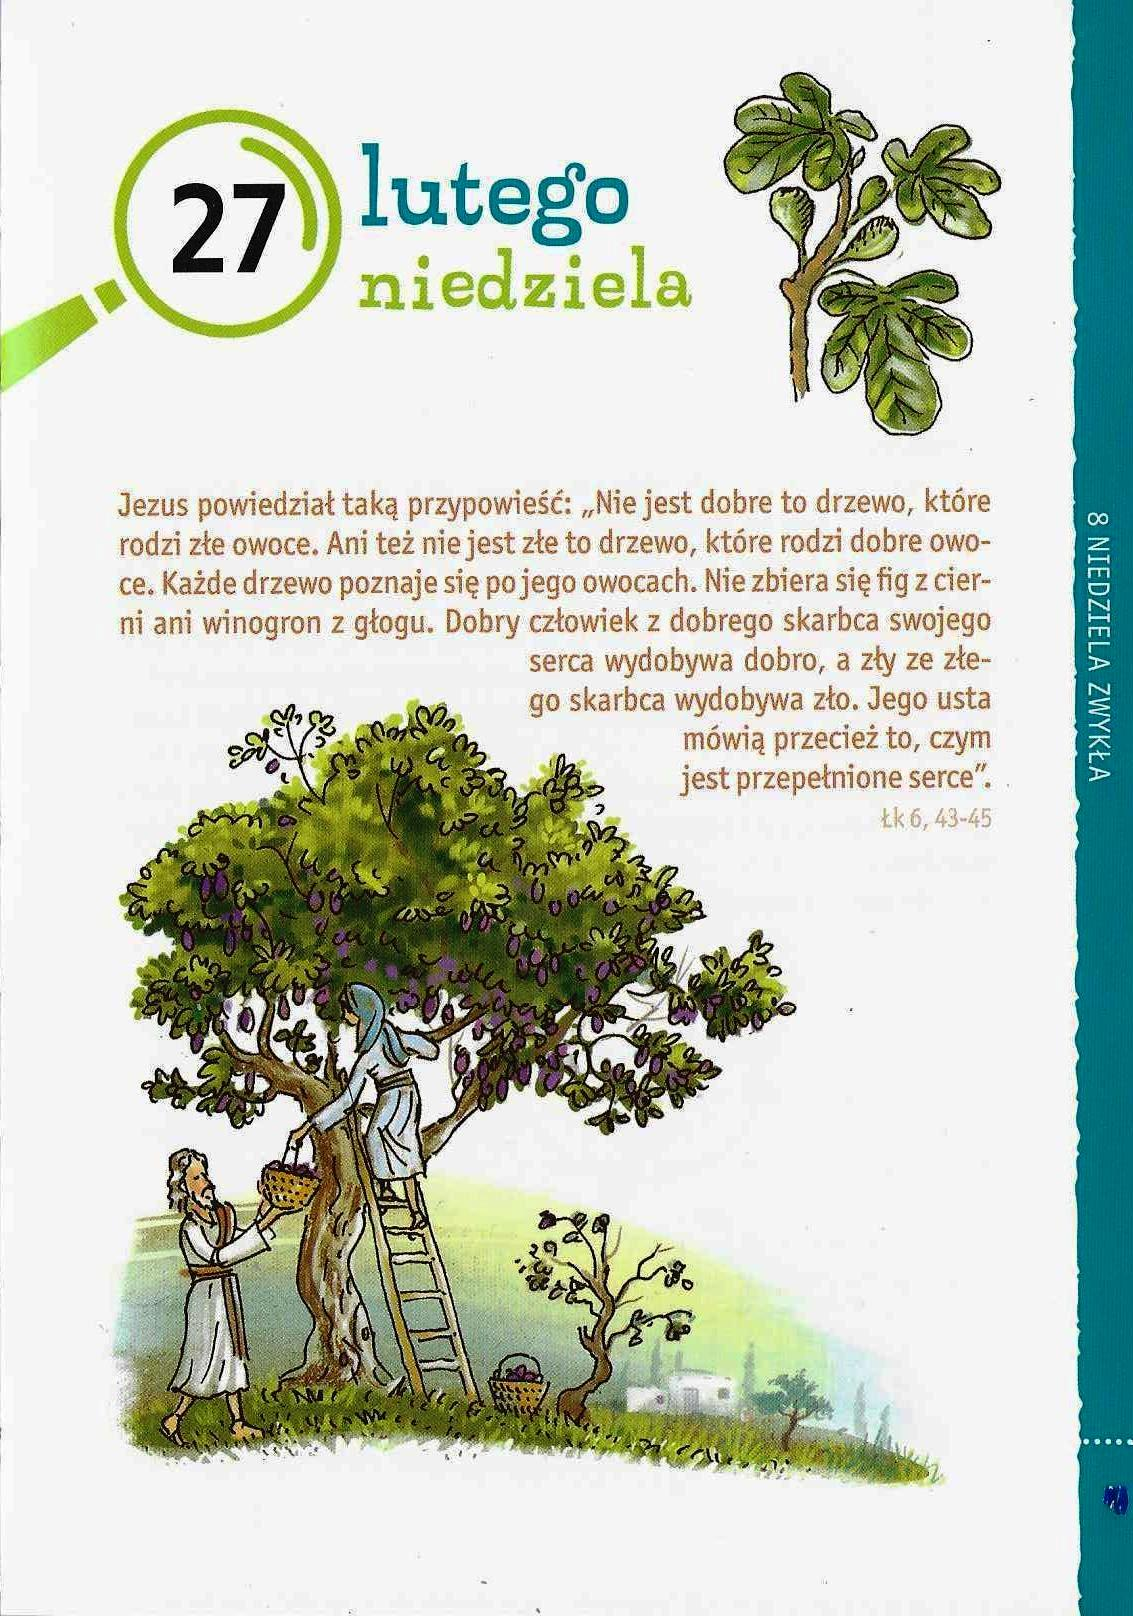 27
lutego
niedziela
Jezus powiedział taką przypowieść: „Nie jest dobre to drzewo, które
rodzi złe owoce. Ani też nie jest złe to drzewo, które rodzi dobre owo-
ce. Każde drzewo poznaje się po jego owocach. Nie zbiera się fig z cier-
ni ani winogron z głogu. Dobry człowiek z dobrego skarbca swojego
serca wydobywa dobro, a zły ze złe-
go skarbca wydobywa zło. Jego usta
mówią przecież to, czym
jest przepełnione serce”.
Łk 6, 43-45
8 NIEDZIELA ZWYKŁA